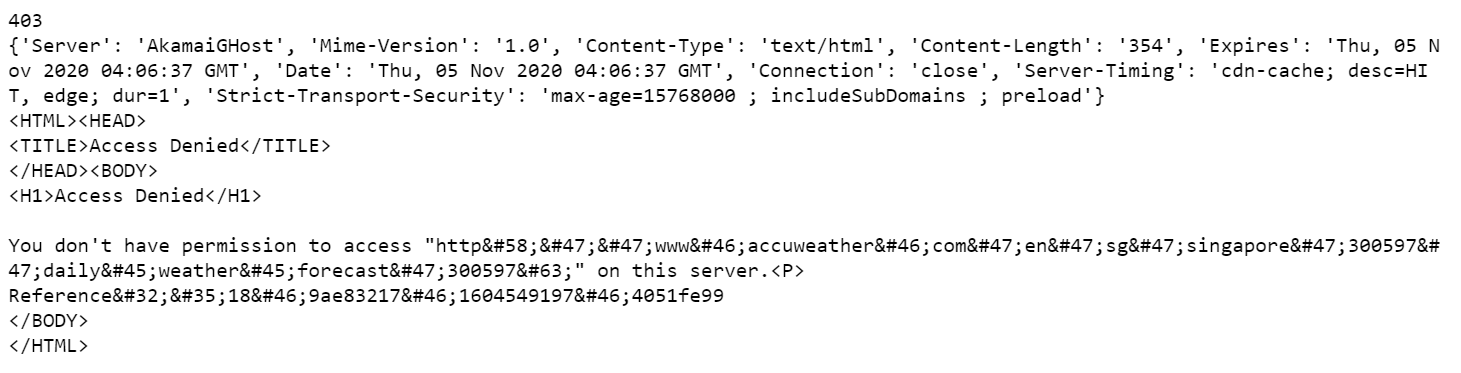 403
{'Server': 'AkamaiGHost', 'Mime-Version': '1.0', 'Content-Type': 'text/html', 'Content-Length': '354', 'Expires': 'Thu, 05 N
ov 2020 04:06:37 GMT', 'Date': 'Thu, 05 Nov 2020 04:06:37 GMT', 'Connection': 'close', 'Server-Timing': 'cdn-cache; desc=HI
T, edge; dur=1', 'Strict-Transport-Security': 'max-age=15768000 ; includeSubDomains ; preload'}
<HTML><HEAD>
<TITLE>Access Denied</TITLE>
</HEAD><BODY>
<H1>Access Denied</H1>

You don't have permission to access "http&#58;&#47;&#47;www&#46;accuweather&#46;com&#47;en&#47;sg&#47;singapore&#47;300597&#
47;daily&#45;weather&#45;forecast&#47;300597&#63;" on this server.<P>
Reference&#32;&#35;18&#46;9ae83217&#46;1604549197&#46;4051fe99
</BODY>
</HTML>